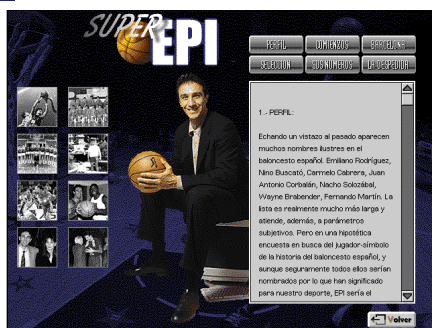 SUPER
EPI
PERFIL
COMIENZOS
BARCELONA
SELECCION
SUS NUMEROS
LA DESPEDIDA
1.- PERFIL:
Echando un vistazo al pasado aparecen
muchos nombres ilustres en el
baloncesto español. Emiliano Rodríguez,
Nino Buscató, Carmelo Cabrera, Juan
Antonio Corbalán, Nacho Solozábal,
Wayne Brabender, Fernando Martín. La
lista es realmente mucho más larga y
atiende, además, a parámetros
subjetivos. Pero en una hipotética
encuesta en busca del jugador-símbolo
de la historia del baloncesto español, y
aunque seguramente todos ellos serían
nombrados por lo que han significado
para nuestro deporte, EPI sería el
Volver